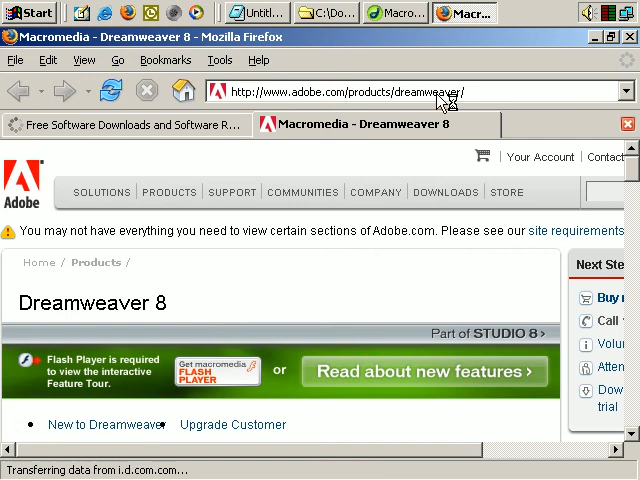 Start
Untitl...
C:\Do...
Macro...
Macr...
Macromedia - Dreamweaver 8 - Mozilla Firefox
File Edit View Go Bookmarks Tools Help
http://www.adobe.com/products/dreamweaver/
Free Software Downloads and Software R...
Macromedia - Dreamweaver 8
Your Account
Contact
Adobe
SOLUTIONS PRODUCTS SUPPORT COMMUNITIES COMPANY DOWNLOADS STORE
You may not have everything you need to view certain sections of Adobe.com. Please see our site requirements
Home / Products /
Next Ste
Dreamweaver 8
Buy
Call
Part of STUDIO 8 ›
Volu
Flash Player is required
to view the interactive
Feature Tour.
Get macromedia
FLASH
PLAYER
or
Read about new features ›
Atten
Dow
trial
New to Dreamweaver
Upgrade Customer
Transferring data from i.d.com.com...